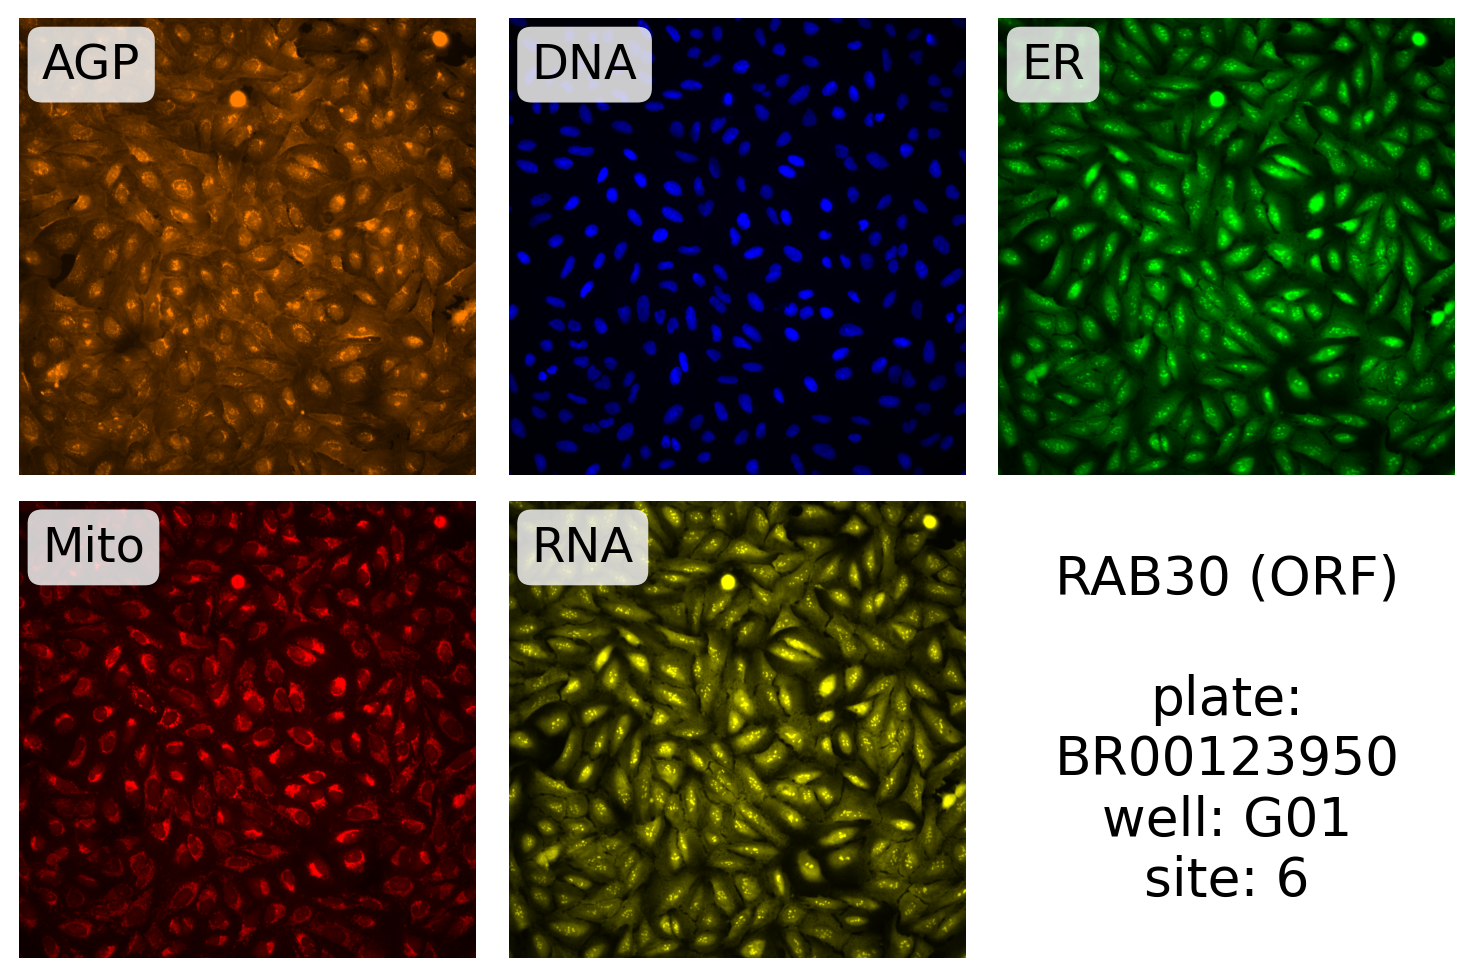 AGP
DNA
ER
Mito
RNA
RAB30 (ORF)
plate:
BR00123950
well: G01
site: 6